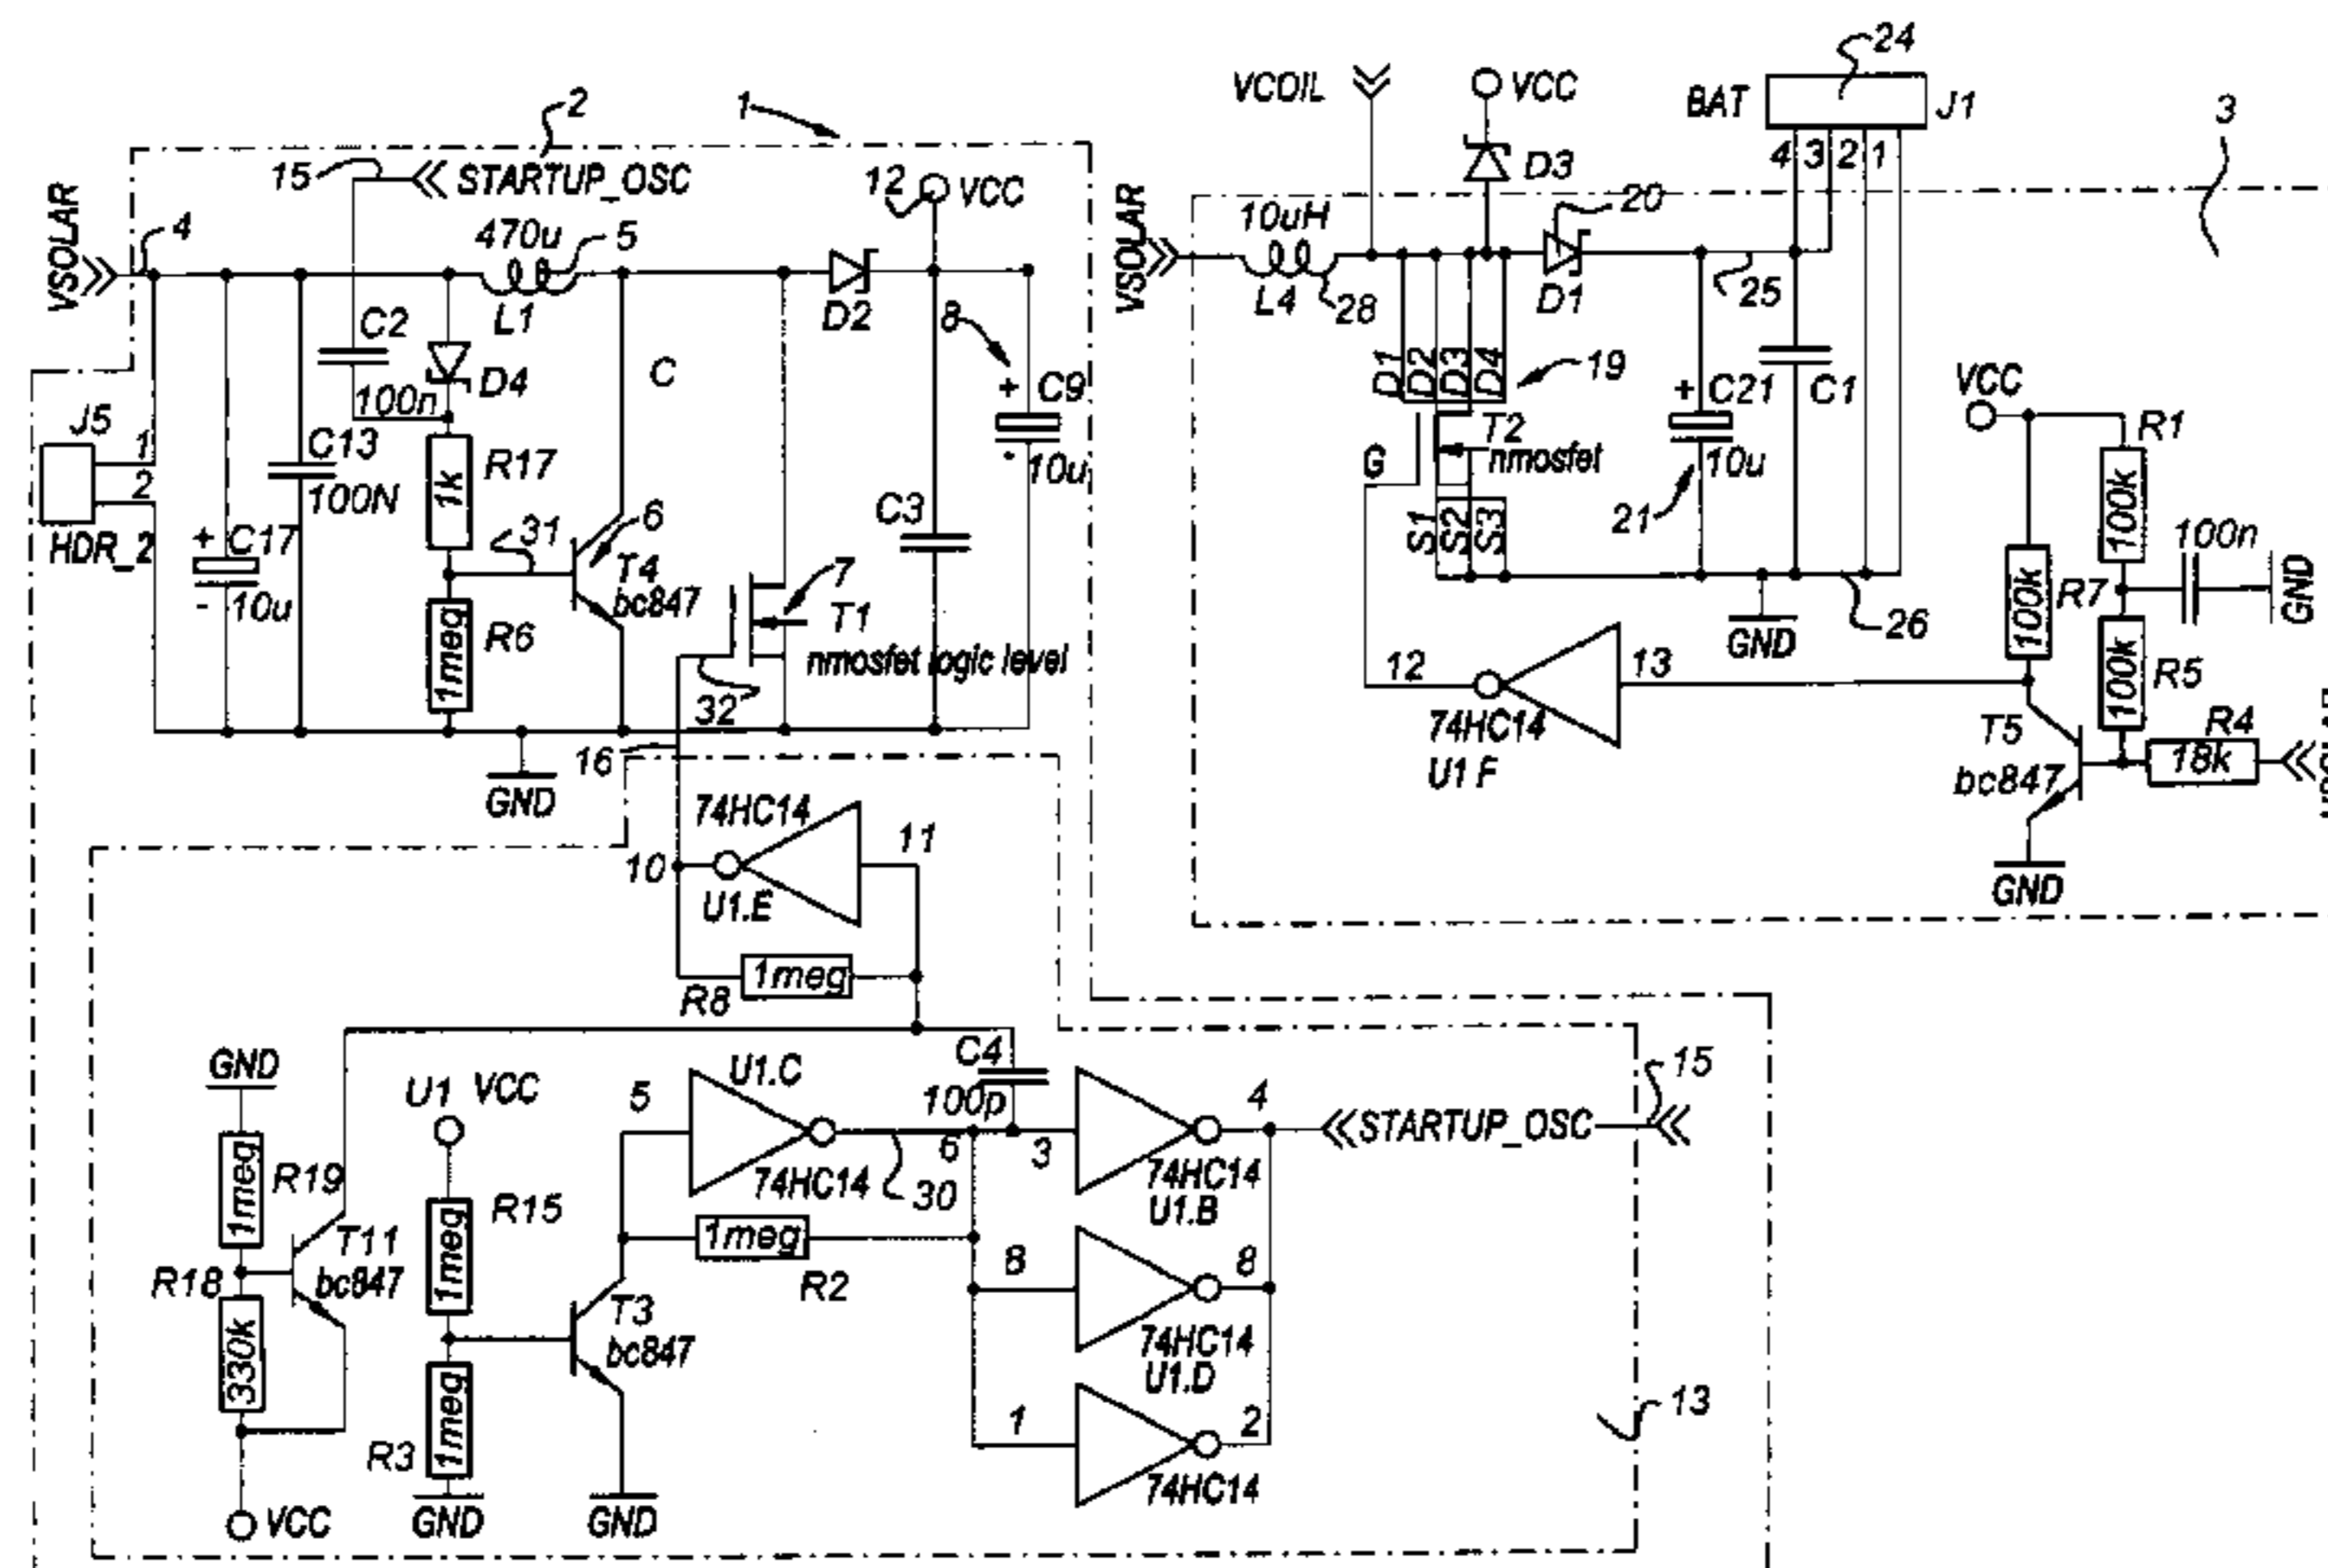 1
2
15
STARTUP_OSC
12
VCC
VSOLAR
4
470u
5
L1
D2
8
C2
100n
D4
C
+
C9
-
10u
J5
1
2
HDR_2
C13
100N
R17
1k
31
6
T4
bc847
+
C17
-
10u
1meg
R6
C3
7
T1
nmosfet logic level
32
16
GND
VCOIL
VCC
D3
BAT
24
J1
4 3 2 1
3
VSOLAR
10uH
L4
28
20
D1
25
D1
D2
D3
D4
19
T2
nmosfet
G
S1
S2
S3
+
C21
10u
21
C1
GND
26
VCC
R1
100k
100n
GND
R7
100k
100k
R5
12
13
74HC14
U1.F
T5
bc847
R4
18k
GND
74HC14
10
11
U1.E
1meg
R8
GND
1meg
R19
R18
330k
T11
bc847
VCC
U1
VCC
1meg
R15
R3
1meg
GND
T3
bc847
GND
5
U1.C
74HC14
30
6
1meg
R2
C4
100p
3
4
74HC14
U1.B
STARTUP_OSC
15
8
8
74HC14
U1.D
1
2
74HC14
13